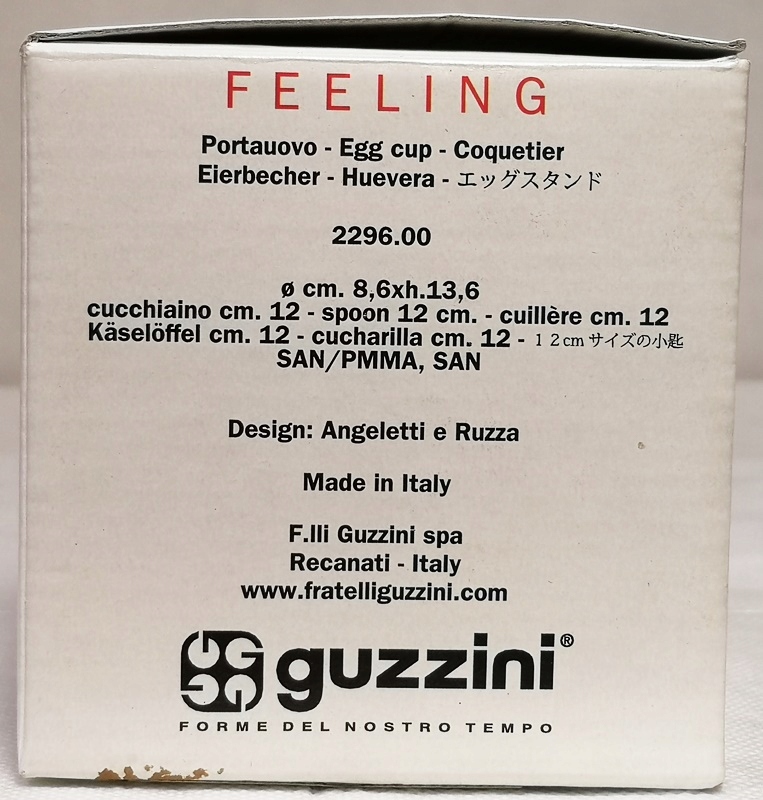 FEELING
Portauovo - Egg cup - Coquetier
Eierbecher - Huevera - エッグスタンド
2296.00
ø cm. 8,6xh.13,6
cucchiaino cm. 12 - spoon 12 cm. - cuillère cm. 12
Käselöffel cm. 12 - cucharilla cm. 12 - １２cmサイズの小匙
SAN/PMMA, SAN
Design: Angeletti e Ruzza
Made in Italy
F.lli Guzzini spa
Recanati - Italy
www.fratelliguzzini.com
guzzini®
FORME DEL NOSTRO TEMPO